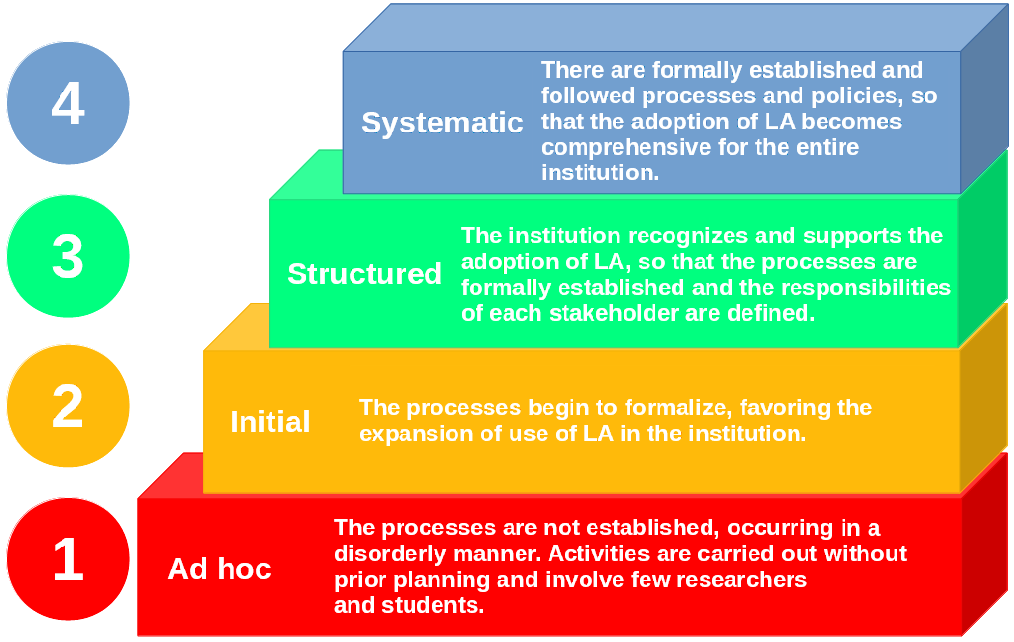 4
Systematic
There are formally established and
followed processes and policies, so
that the adoption of LA becomes
comprehensive for the entire
institution.
3
Structured
The institution recognizes and supports the
adoption of LA, so that the processes are
formally established and the responsibilities
of each stakeholder are defined.
2
Initial
The processes begin to formalize, favoring the
expansion of use of LA in the institution.
1
Ad hoc
The processes are not established, occurring in a
disorderly manner. Activities are carried out without
prior planning and involve few researchers
and students.